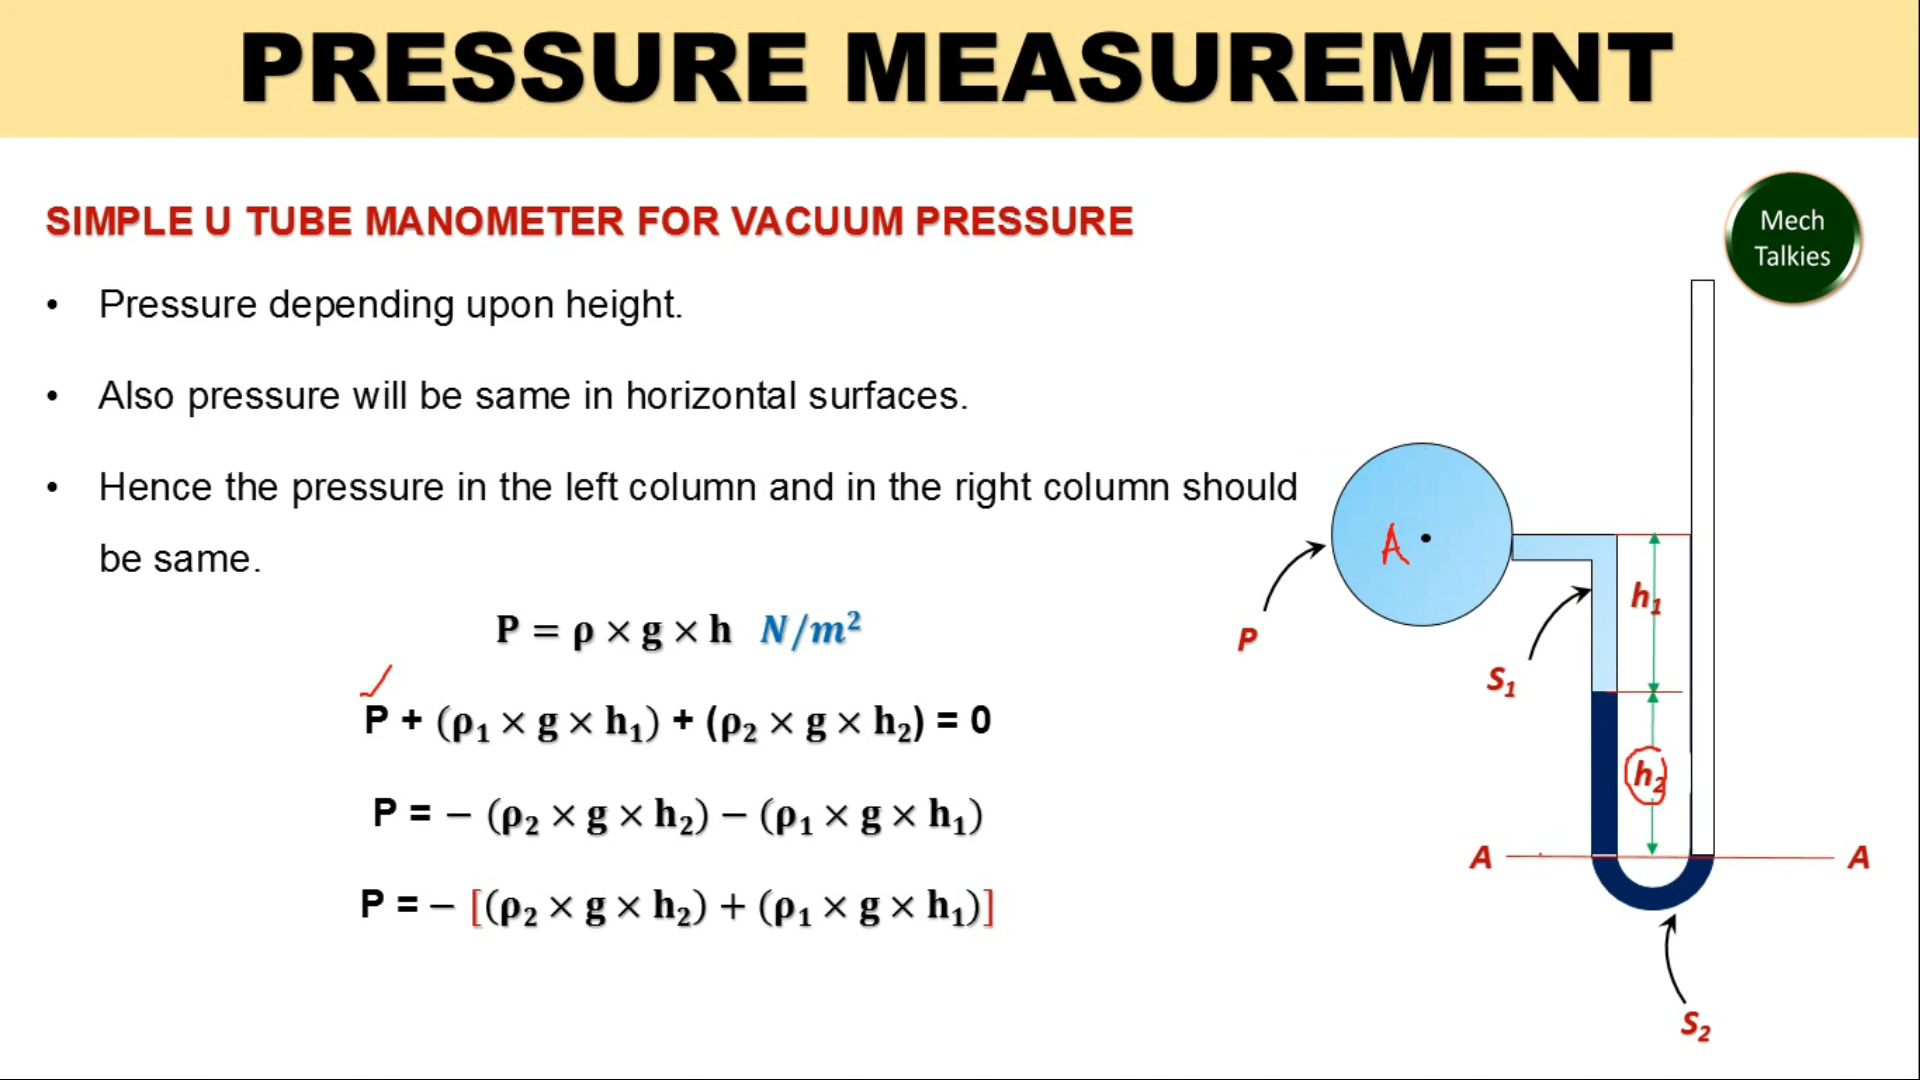 PRESSURE MEASUREMENT
SIMPLE U TUBE MANOMETER FOR VACUUM PRESSURE
Mech
Talkies
• Pressure depending upon height.
• Also pressure will be same in horizontal surfaces.
• Hence the pressure in the left column and in the right column should
be same.
P = ρ × g × h N/m²
P + (ρ₁ × g × h₁) + (ρ₂ × g × h₂) = 0
P = − (ρ₂ × g × h₂) − (ρ₁ × g × h₁)
P = − [(ρ₂ × g × h₂) + (ρ₁ × g × h₁)]
A
P
h₁
S₁
h₂
A A
S₂